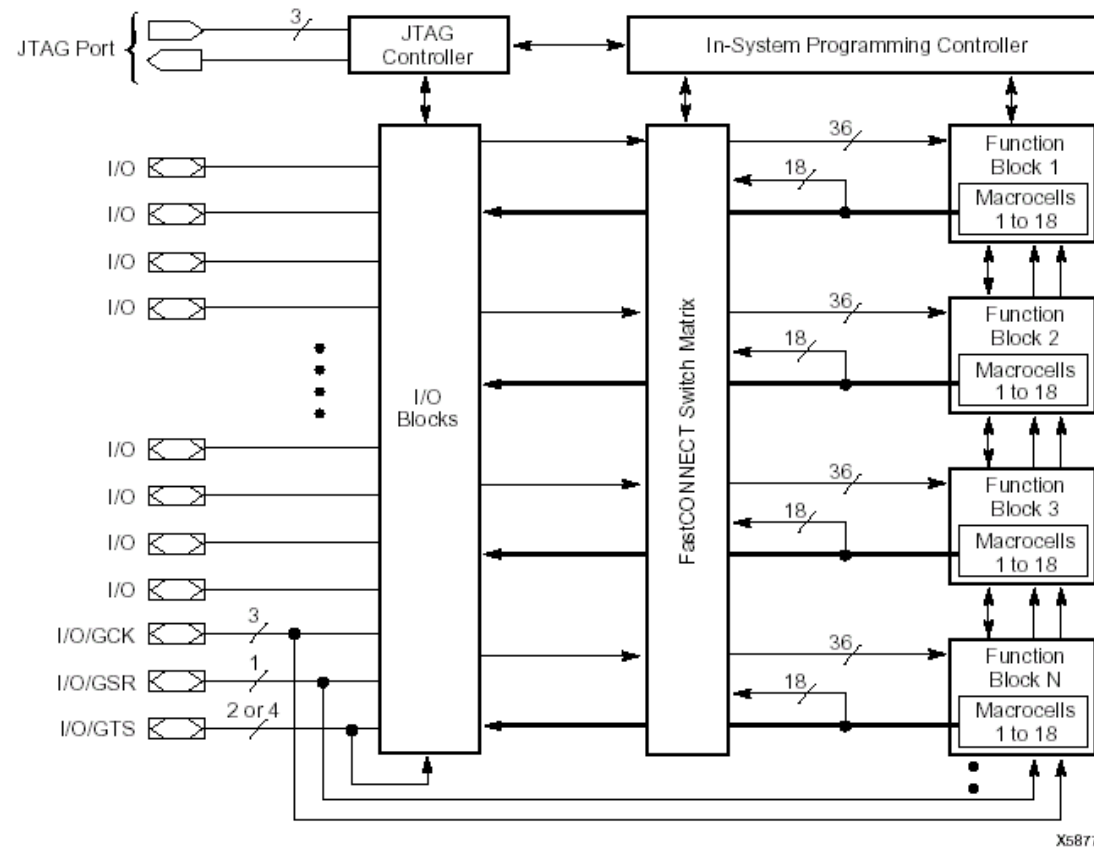 3
JTAG Port
JTAG
Controller
In-System Programming Controller
I/O
I/O
I/O
I/O
I/O
I/O
I/O
I/O
I/O/GCK
3
I/O/GSR
1
I/O/GTS
2 or 4
I/O
Blocks
FastCONNECT Switch Matrix
36
18
Function
Block 1
Macrocells
1 to 18
36
18
Function
Block 2
Macrocells
1 to 18
36
18
Function
Block 3
Macrocells
1 to 18
36
18
Function
Block N
Macrocells
1 to 18
X5877